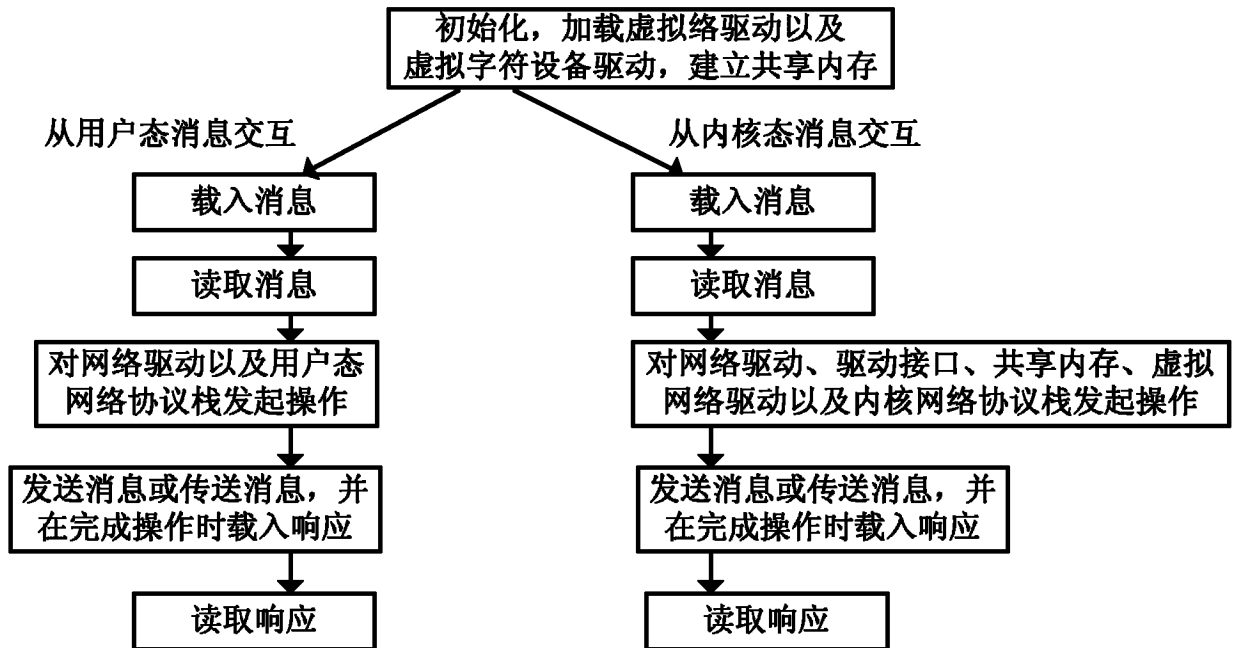 初始化，加载虚拟络驱动以及
虚拟字符设备驱动，建立共享内存
从用户态消息交互
从内核态消息交互
载入消息
读取消息
对网络驱动以及用户态
网络协议栈发起操作
发送消息或传送消息，并
在完成操作时载入响应
读取响应
载入消息
读取消息
对网络驱动、驱动接口、共享内存、虚拟
网络驱动以及内核网络协议栈发起操作
发送消息或传送消息，并
在完成操作时载入响应
读取响应